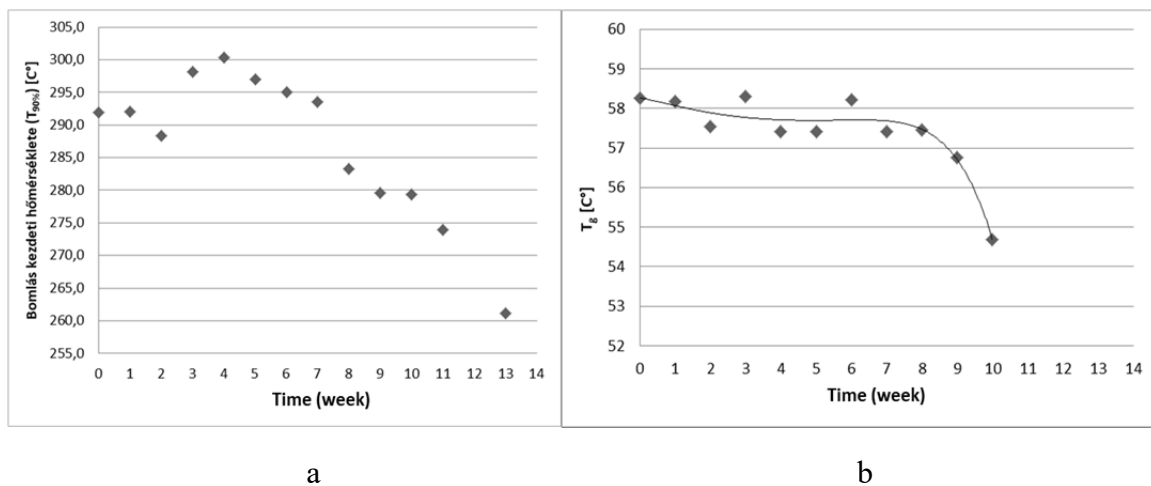 305,0
300,0
295,0
290,0
285,0
280,0
275,0
270,0
265,0
260,0
255,0
Bomlás kezdeti hőmérséklete (T90%) [C°]
0 1 2 3 4 5 6 7 8 9 10 11 12 13 14
Time (week)
60
59
58
57
56
55
54
53
52
Tg [C°]
0 1 2 3 4 5 6 7 8 9 10 11 12 13 14
Time (week)
a
b